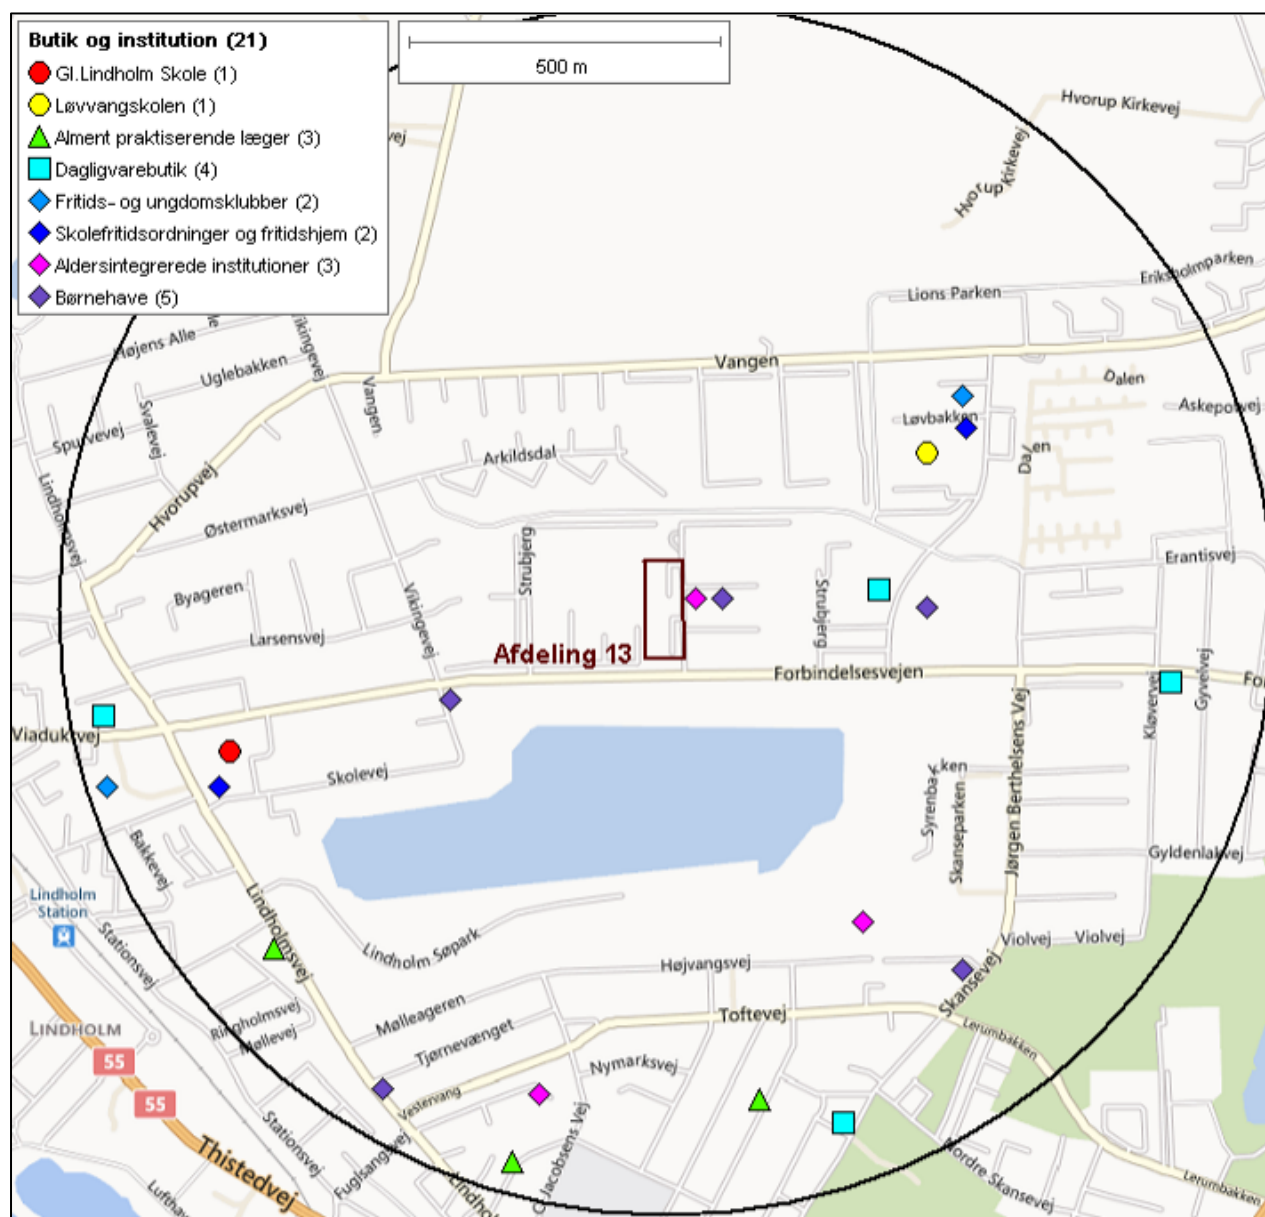 Butik og institution (21)
Gl.Lindholm Skole (1)
Løvvangskolen (1)
Alment praktiserende læger (3)
Dagligvarebutik (4)
Fritids- og ungdomsklubber (2)
Skolefritidsordninger og fritidshjem (2)
Aldersintegrerede institutioner (3)
Børnehave (5)
500 m
Hvorup Kirkevej
Hvorup Kirkevej
Eriksholmparken
Lions Parken
Højens Alle
Vikingevej
Uglebakken
Vangen
Vangen
Dalen
Askepotvej
Svalevej
Spurvevej
Løvbakken
Dalen
Arkildsdal
Lindholmsvej
Hvorupvej
Østermarksvej
Strubjerg
Erantisvej
Byageren
Vikingevej
Strubjerg
Larsensvej
Afdeling 13
Forbindelsesvejen
Gyvelvej
Kløvervej
Viaduktvej
Skolevej
Jørgen Berthelsens Vej
Syrenbakken
Skanseparken
Bakkevej
Gyldenlakvej
Lindholm
Station
Lindholmsvej
Stationsvej
Lindholm Søpark
Violvej
Violvej
Højvangsvej
Skansevej
Ringholmsvej
Møllevej
Mølleageren
Toftevej
LINDHOLM
Lerumbakken
Tjørnevænget
Nymarksvej
55
55
Vestervang
Stationsvej
Fuglsangsvej
C Jacobsens Vej
Thistedvej
Nordre Skansevej
Lerumbakken